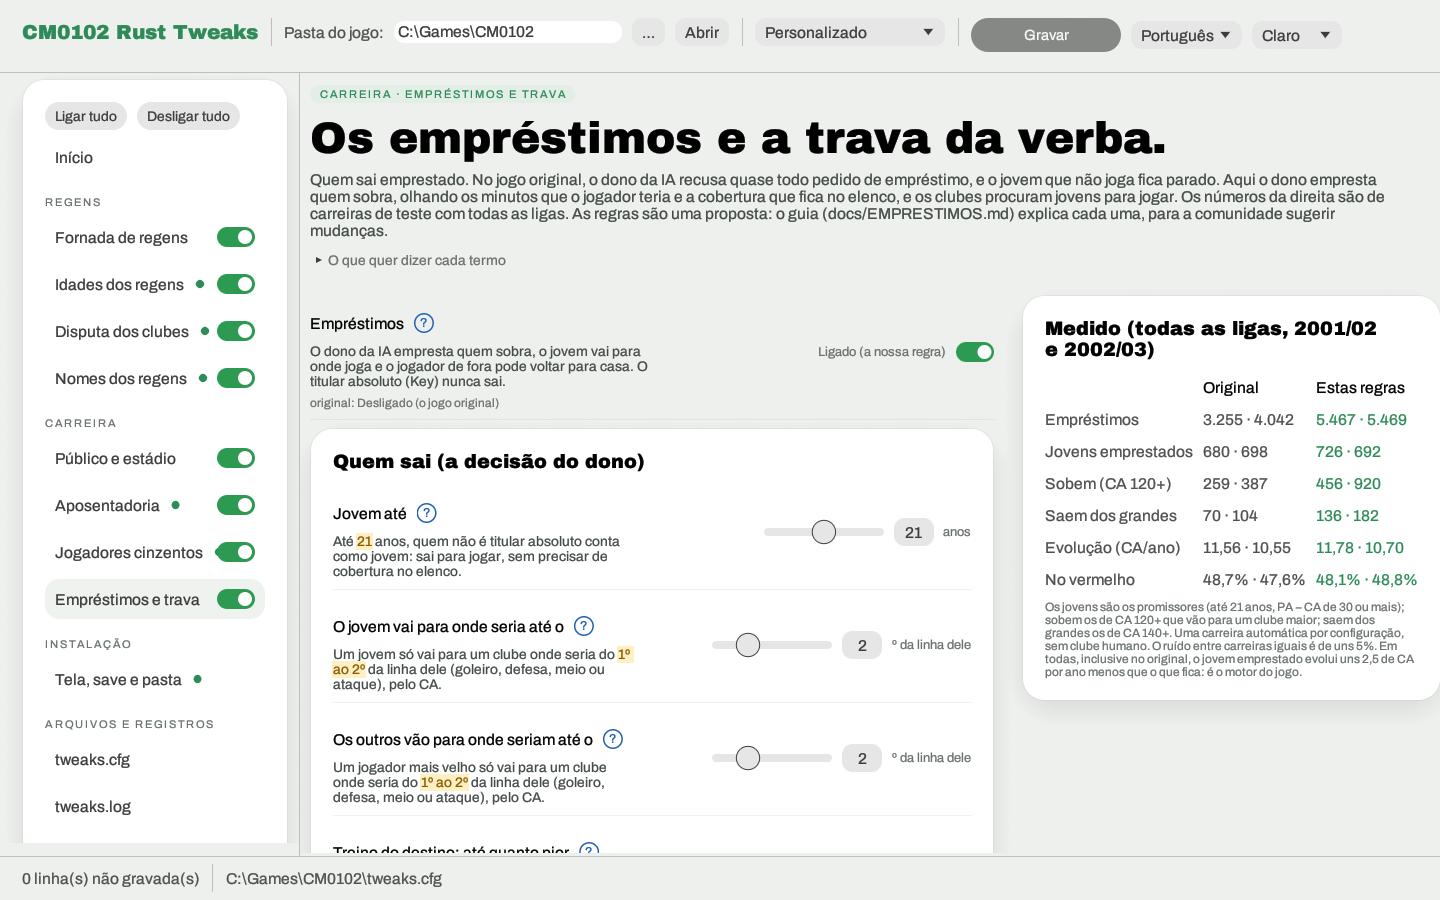 CM0102 Rust Tweaks
Pasta do jogo:
C:\Games\CM0102
...
Abrir
Personalizado
Gravar
Português
Claro
Ligar tudo
Desligar tudo
Início
REGENS
Fornada de regens
Idades dos regens
Disputa dos clubes
Nomes dos regens
CARREIRA
Público e estádio
Aposentadoria
Jogadores cinzentos
Empréstimos e trava
INSTALAÇÃO
Tela, save e pasta
ARQUIVOS E REGISTROS
tweaks.cfg
tweaks.log
CARREIRA · EMPRÉSTIMOS E TRAVA
Os empréstimos e a trava da verba.
Quem sai emprestado. No jogo original, o dono da IA recusa quase todo pedido de empréstimo, e o jovem que não joga fica parado. Aqui o dono empresta
quem sobra, olhando os minutos que o jogador teria e a cobertura que fica no elenco, e os clubes procuram jovens para jogar. Os números da direita são de
carreiras de teste com todas as ligas. As regras são uma proposta: o guia (docs/EMPRESTIMOS.md) explica cada uma, para a comunidade sugerir
mudanças.
O que quer dizer cada termo
Empréstimos ?
O dono da IA empresta quem sobra, o jovem vai para
onde joga e o jogador de fora pode voltar para casa. O
titular absoluto (Key) nunca sai.
original: Desligado (o jogo original)
Ligado (a nossa regra)
Quem sai (a decisão do dono)
Jovem até ?
Até 21 anos, quem não é titular absoluto conta
como jovem: sai para jogar, sem precisar de
cobertura no elenco.
21 anos
O jovem vai para onde seria até o ?
Um jovem só vai para um clube onde seria do 1º
ao 2º da linha dele (goleiro, defesa, meio ou
ataque), pelo CA.
2 º da linha dele
Os outros vão para onde seriam até o ?
Um jogador mais velho só vai para um clube
onde seria do 1º ao 2º da linha dele (goleiro,
defesa, meio ou ataque), pelo CA.
2 º da linha dele
Treino do destino: até quanto pior ?
Medido (todas as ligas, 2001/02
e 2002/03)
Original Estas regras
Empréstimos 3.255 · 4.042 5.467 · 5.469
Jovens emprestados 680 · 698 726 · 692
Sobem (CA 120+) 259 · 387 456 · 920
Saem dos grandes 70 · 104 136 · 182
Evolução (CA/ano) 11,56 · 10,55 11,78 · 10,70
No vermelho 48,7% · 47,6% 48,1% · 48,8%
Os jovens são os promissores (até 21 anos, PA – CA de 30 ou mais);
sobem os de CA 120+ que vão para um clube maior; saem dos
grandes os de CA 140+. Uma carreira automática por configuração,
sem clube humano. O ruído entre carreiras iguais é de uns 5%. Em
todas, inclusive no original, o jovem emprestado evolui uns 2,5 de CA
por ano menos que o que fica: é o motor do jogo.
0 linha(s) não gravada(s)
C:\Games\CM0102\tweaks.cfg